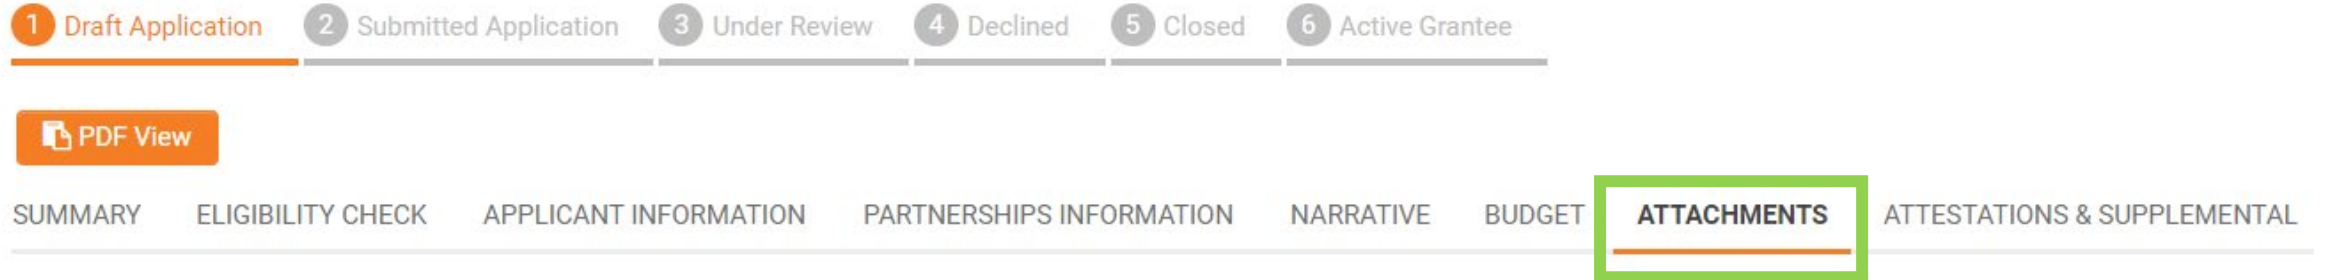 1 Draft Application 2 Submitted Application 3 Under Review 4 Declined 5 Closed 6 Active Grantee
PDF View
SUMMARY ELIGIBILITY CHECK APPLICANT INFORMATION PARTNERSHIPS INFORMATION NARRATIVE BUDGET ATTACHMENTS ATTESTATIONS & SUPPLEMENTAL